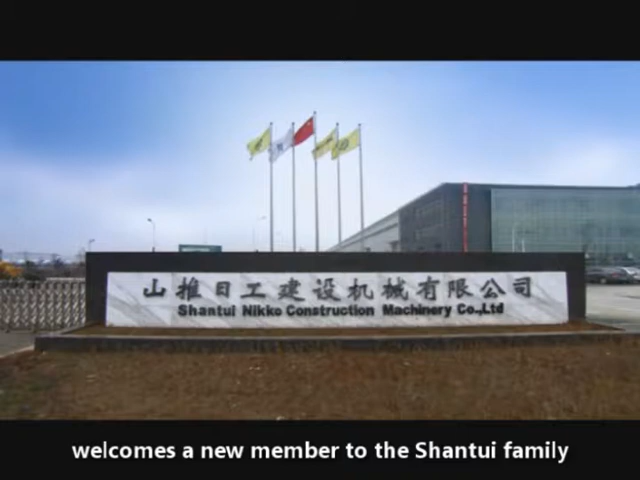 山推日工建设机械有限公司
Shantui Nikko Construction Machinery Co.,Ltd
welcomes a new member to the Shantui family